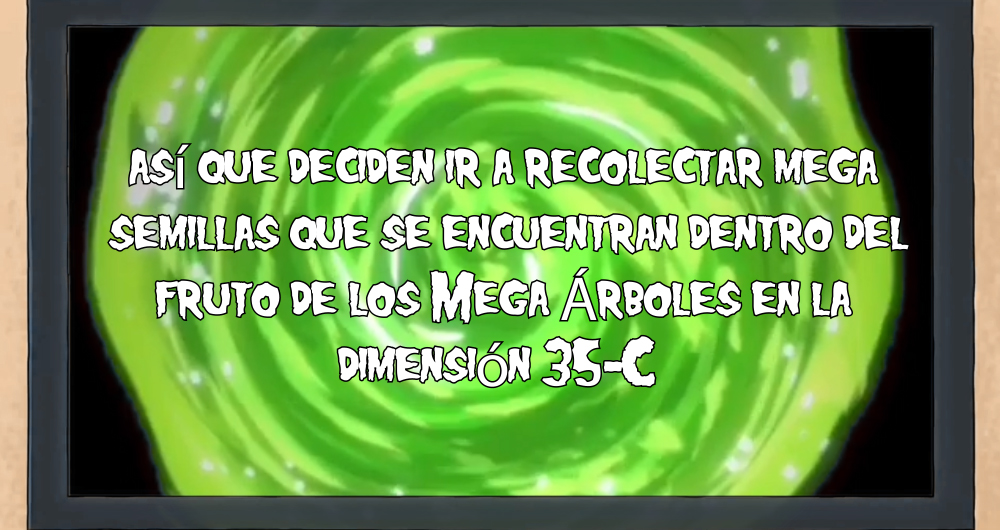 así que deciden ir a recolectar mega
semillas que se encuentran dentro del
fruto de los Mega Árboles en la
dimensión 35-C